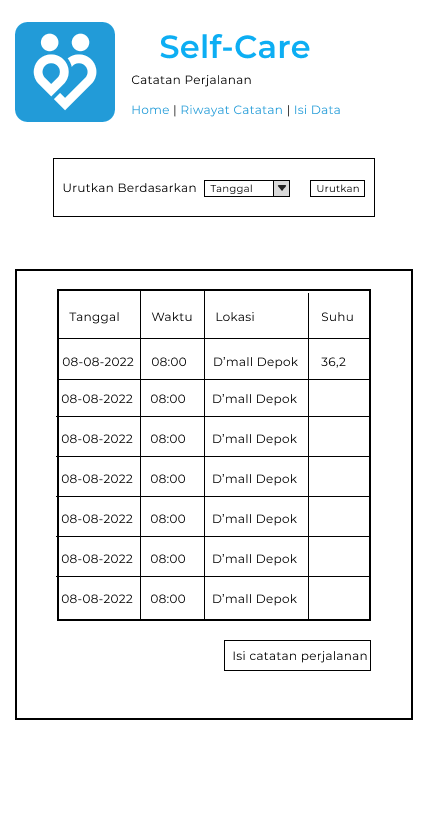 Self-Care
Catatan Perjalanan
Home | Riwayat Catatan | Isi Data
Urutkan Berdasarkan Tanggal Urutkan
Tanggal Waktu Lokasi Suhu
08-08-2022 08:00 D'mall Depok 36,2
08-08-2022 08:00 D'mall Depok
08-08-2022 08:00 D'mall Depok
08-08-2022 08:00 D'mall Depok
08-08-2022 08:00 D'mall Depok
08-08-2022 08:00 D'mall Depok
08-08-2022 08:00 D'mall Depok
Isi catatan perjalanan